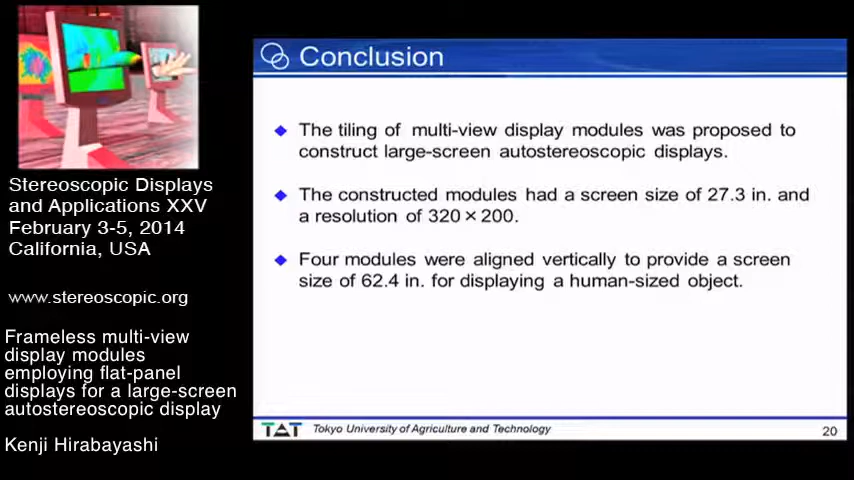 Stereoscopic Displays
and Applications XXV
February 3-5, 2014
California, USA
www.stereoscopic.org
Frameless multi-view
display modules
employing flat-panel
displays for a large-screen
autostereoscopic display
Kenji Hirabayashi
Conclusion
The tiling of multi-view display modules was proposed to
construct large-screen autostereoscopic displays.
The constructed modules had a screen size of 27.3 in. and
a resolution of 320×200.
Four modules were aligned vertically to provide a screen
size of 62.4 in. for displaying a human-sized object.
TAT Tokyo University of Agriculture and Technology
20